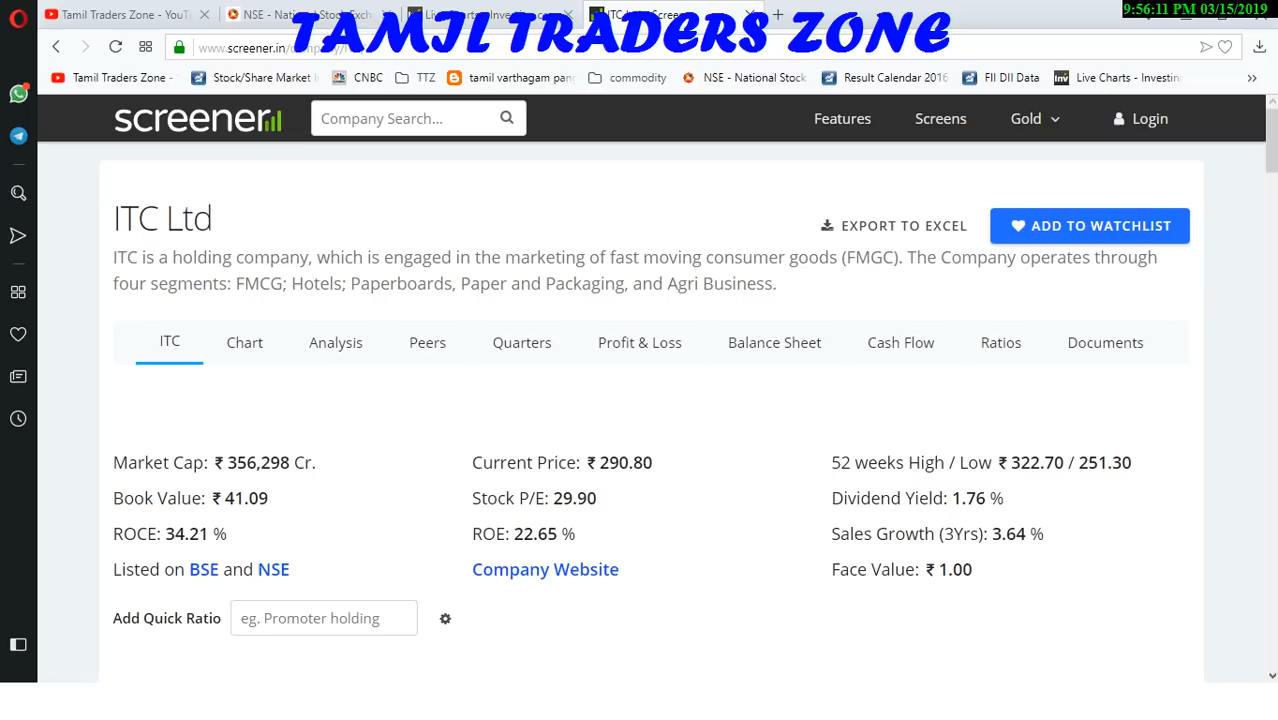 9:56:11 PM 03/15/2019
Tamil Traders Zone - YouT
NSE - National Stock Exch
TAMIL TRADERS ZONE
www.screener.in/
Tamil Traders Zone - Stock/Share Market I CNBC TTZ tamil varthagam pan commodity NSE - National Stock Result Calendar 2016 FII DII Data Inv Live Charts - Investin »
screener Company Search... Features Screens Gold Login
ITC Ltd
EXPORT TO EXCEL ADD TO WATCHLIST
ITC is a holding company, which is engaged in the marketing of fast moving consumer goods (FMGC). The Company operates through
four segments: FMCG; Hotels; Paperboards, Paper and Packaging, and Agri Business.
ITC Chart Analysis Peers Quarters Profit & Loss Balance Sheet Cash Flow Ratios Documents
Market Cap: ₹ 356,298 Cr. Current Price: ₹ 290.80 52 weeks High / Low ₹ 322.70 / 251.30
Book Value: ₹ 41.09 Stock P/E: 29.90 Dividend Yield: 1.76 %
ROCE: 34.21 % ROE: 22.65 % Sales Growth (3Yrs): 3.64 %
Listed on BSE and NSE Company Website Face Value: ₹ 1.00
Add Quick Ratio eg. Promoter holding